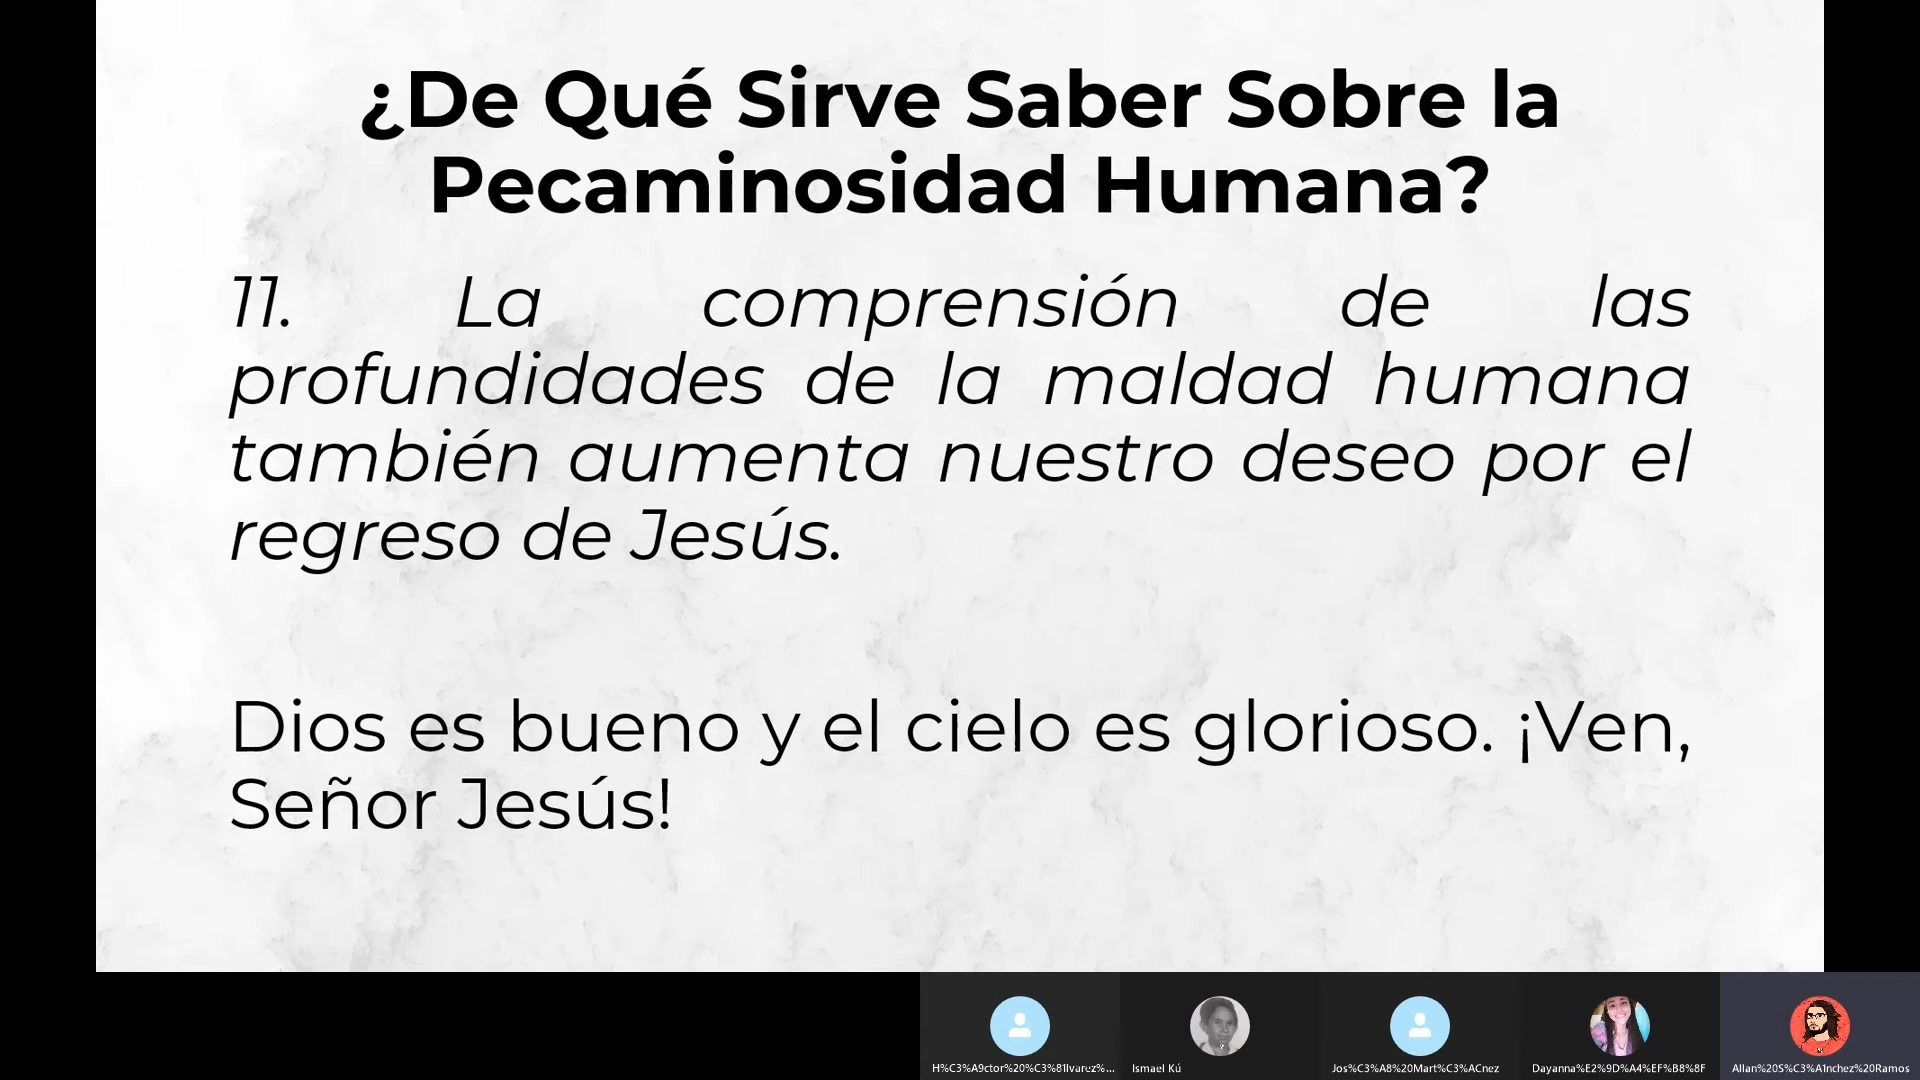 ¿De Qué Sirve Saber Sobre la
Pecaminosidad Humana?
11. La comprensión de las
profundidades de la maldad humana
también aumenta nuestro deseo por el
regreso de Jesús.
Dios es bueno y el cielo es glorioso. ¡Ven,
Señor Jesús!
H%C3%A9ctor%20%C3%81lvarez%...
Ismael Kú
Jos%C3%A8%20Mart%C3%ACnez
Dayanna%E2%9D%A4%EF%B8%8F
Allan%20S%C3%A1nchez%20Ramos